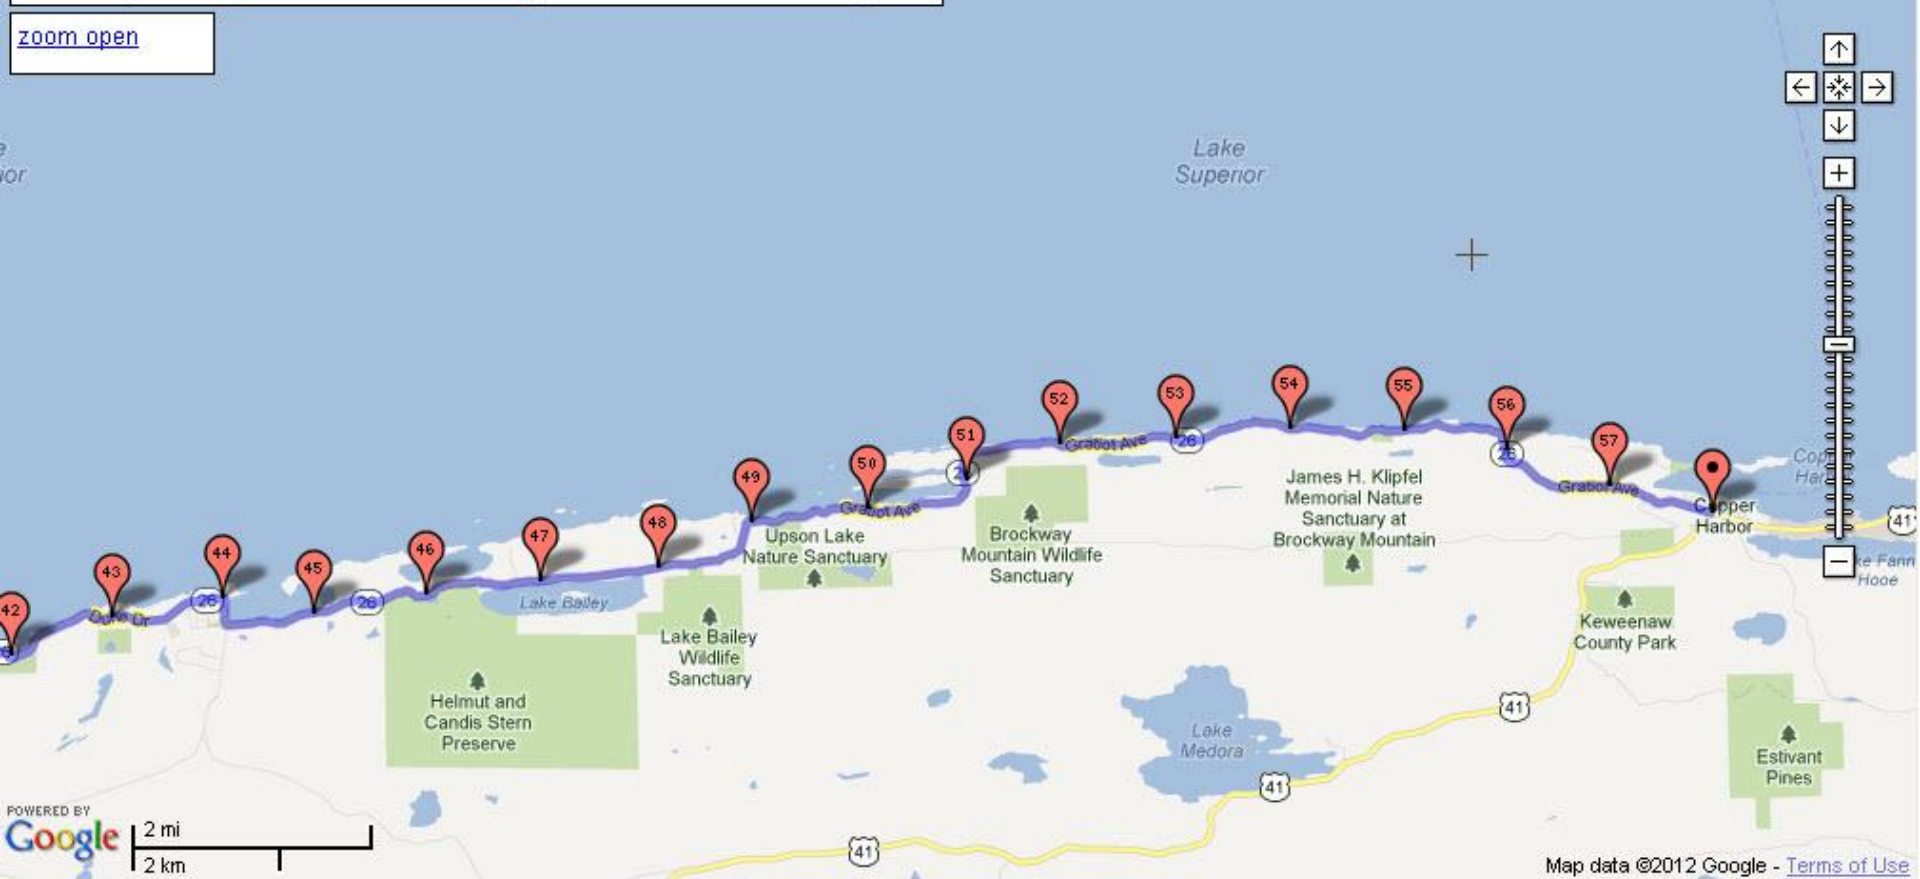 zoom open
Lake
Superior
ior
54
55
53
52
56
51
57
50
49
48
47
46
45
44
43
42
Gratiot Ave
26
26
Gratiot Ave
Gratiot Ave
Copper
Harbor
41
Hooe
James H. Klipfel
Memorial Nature
Sanctuary at
Brockway Mountain
Brockway
Mountain Wildlife
Sanctuary
Upson Lake
Nature Sanctuary
26
26
Lake Bailey
Lake Bailey
Wildlife
Sanctuary
Keweenaw
County Park
Helmut and
Candis Stern
Preserve
41
Lake
Medora
Estivant
Pines
41
41
POWERED BY
Google
2 mi
2 km
Map data ©2012 Google - Terms of Use